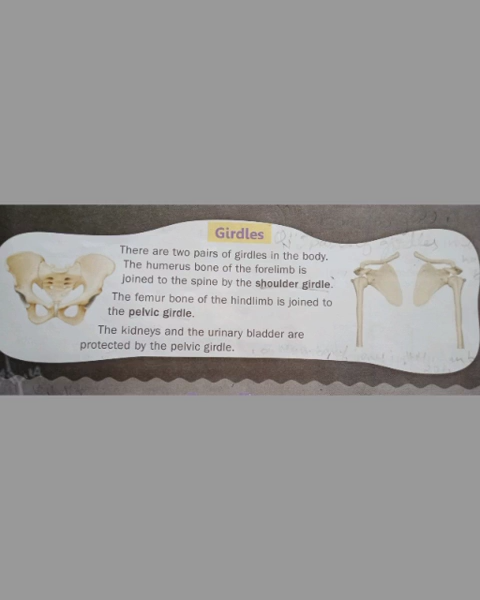 Girdles
There are two pairs of girdles in the body.
The humerus bone of the forelimb is
joined to the spine by the shoulder girdle.
The femur bone of the hindlimb is joined to
the pelvic girdle.
The kidneys and the urinary bladder are
protected by the pelvic girdle.